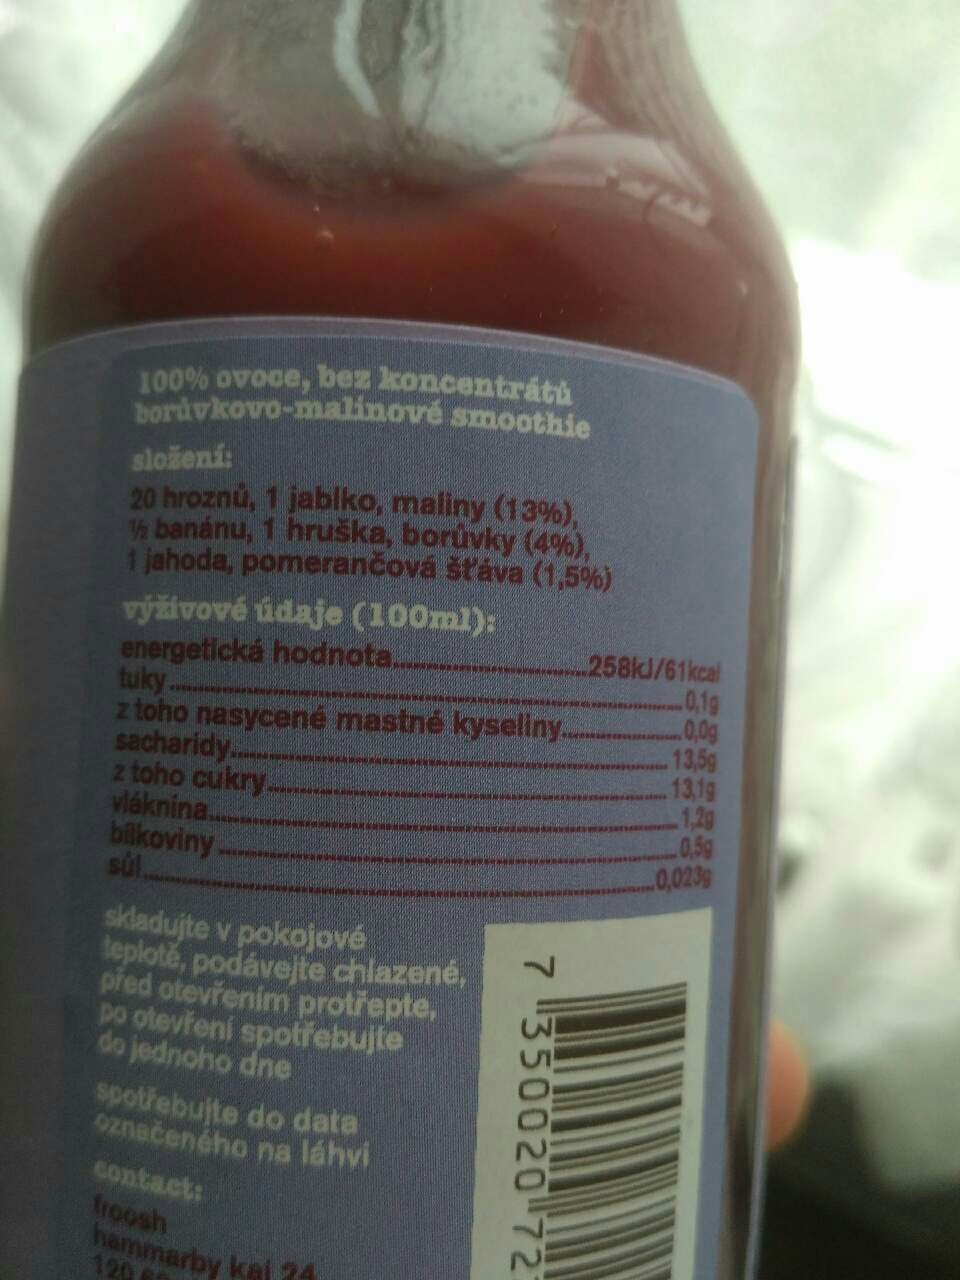 100% ovoce, bez koncentrátů
borůvkovo-malinové smoothie
složení:
20 hroznů, 1 jablko, maliny (13%),
½ banánu, 1 hruška, borůvky (4%),
1 jahoda, pomerančová šťáva (1,5%)
výživové údaje (100ml):
energetická hodnota......258kJ/61kcal
tuky......0,1g
z toho nasycené mastné kyseliny......0,0g
sacharidy......13,5g
z toho cukry......13,1g
vláknina......1,2g
bílkoviny......0,5g
sůl......0,023g
skladujte v pokojové
teplotě, podávejte chlazené,
před otevřením protřepte,
po otevření spotřebujte
do jednoho dne
spotřebujte do data
označeného na láhvi
contact:
froosh
hammarby kaj 24
120
7 350020 72